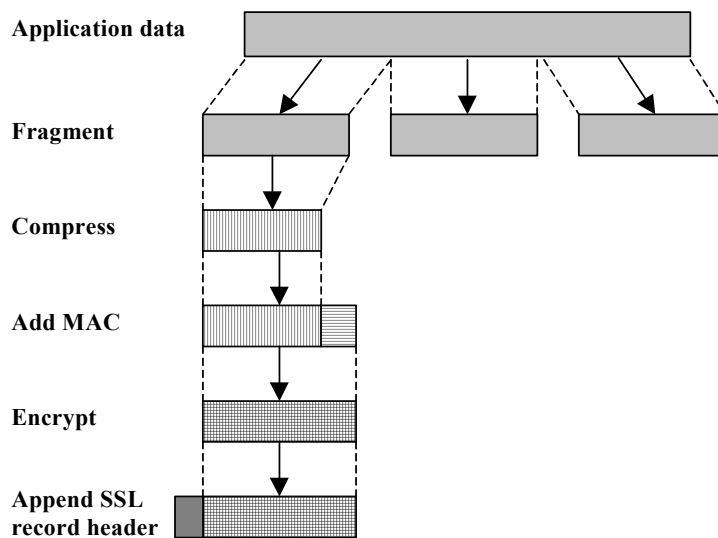 Application data
Fragment
Compress
Add MAC
Encrypt
Append SSL
record header